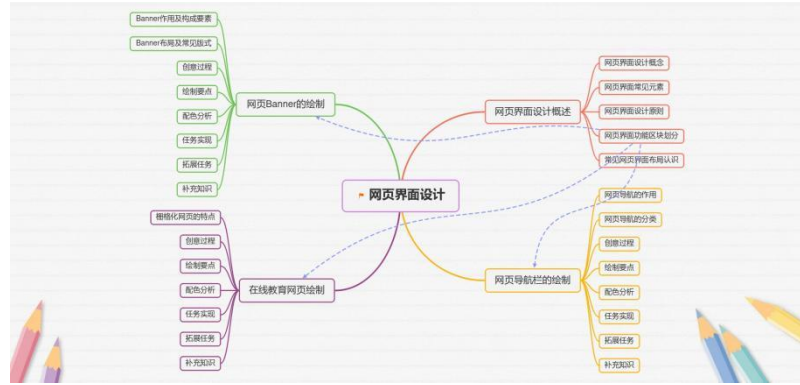 网页界面设计
网页界面设计概述
网页界面设计概念
网页界面常见元素
网页界面设计原则
网页界面功能区块划分
常见网页界面布局认识
网页导航栏的绘制
网页导航的作用
网页导航的分类
创意过程
绘制要点
配色分析
任务实现
拓展任务
补充知识
网页Banner的绘制
Banner作用及构成要素
Banner布局及常见版式
创意过程
绘制要点
配色分析
任务实现
拓展任务
补充知识
在线教育网页绘制
栅格化网页的特点
创意过程
绘制要点
配色分析
任务实现
拓展任务
补充知识